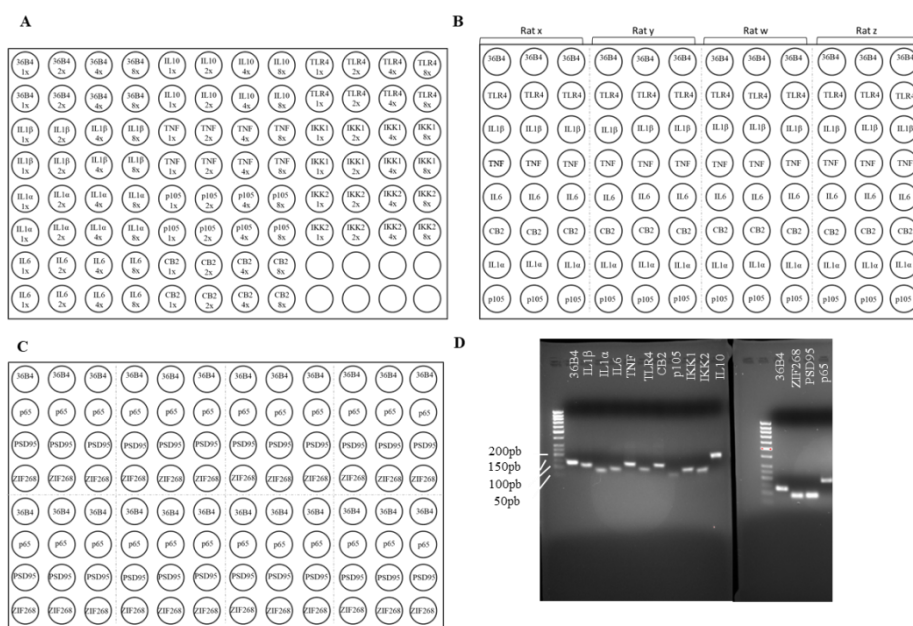 A
36B4 36B4 36B4 36B4 IL10 IL10 IL10 IL10 TLR4 TLR4 TLR4 TLR4
1x 2x 4x 8x 1x 2x 4x 8x 1x 2x 4x 8x
36B4 36B4 36B4 36B4 IL10 IL10 IL10 IL10 TLR4 TLR4 TLR4 TLR4
1x 2x 4x 8x 1x 2x 4x 8x 1x 2x 4x 8x
IL1β IL1β IL1β IL1β TNF TNF TNF TNF IKK1 IKK1 IKK1 IKK1
1x 2x 4x 8x 1x 2x 4x 8x 1x 2x 4x 8x
IL1β IL1β IL1β IL1β TNF TNF TNF TNF IKK1 IKK1 IKK1 IKK1
1x 2x 4x 8x 1x 2x 4x 8x 1x 2x 4x 8x
IL1α IL1α IL1α IL1α p105 p105 p105 p105 IKK2 IKK2 IKK2 IKK2
1x 2x 4x 8x 1x 2x 4x 8x 1x 2x 4x 8x
IL1α IL1α IL1α IL1α p105 p105 p105 p105 IKK2 IKK2 IKK2 IKK2
1x 2x 4x 8x 1x 2x 4x 8x 1x 2x 4x 8x
IL6 IL6 IL6 IL6 CB2 CB2 CB2 CB2
1x 2x 4x 8x 1x 2x 4x 8x
IL6 IL6 IL6 IL6 CB2 CB2 CB2 CB2
1x 2x 4x 8x 1x 2x 4x 8x
B
Rat x Rat y Rat w Rat z
36B4 36B4 36B4 36B4 36B4 36B4 36B4 36B4 36B4 36B4 36B4 36B4
TLR4 TLR4 TLR4 TLR4 TLR4 TLR4 TLR4 TLR4 TLR4 TLR4 TLR4 TLR4
IL1β IL1β IL1β IL1β IL1β IL1β IL1β IL1β IL1β IL1β IL1β IL1β
TNF TNF TNF TNF TNF TNF TNF TNF TNF TNF TNF TNF
IL6 IL6 IL6 IL6 IL6 IL6 IL6 IL6 IL6 IL6 IL6 IL6
CB2 CB2 CB2 CB2 CB2 CB2 CB2 CB2 CB2 CB2 CB2 CB2
IL1α IL1α IL1α IL1α IL1α IL1α IL1α IL1α IL1α IL1α IL1α IL1α
p105 p105 p105 p105 p105 p105 p105 p105 p105 p105 p105 p105
C
36B4 36B4 36B4 36B4 36B4 36B4 36B4 36B4 36B4 36B4 36B4 36B4
p65 p65 p65 p65 p65 p65 p65 p65 p65 p65 p65 p65
PSD95 PSD95 PSD95 PSD95 PSD95 PSD95 PSD95 PSD95 PSD95 PSD95 PSD95 PSD95
ZIF268 ZIF268 ZIF268 ZIF268 ZIF268 ZIF268 ZIF268 ZIF268 ZIF268 ZIF268 ZIF268 ZIF268
36B4 36B4 36B4 36B4 36B4 36B4 36B4 36B4 36B4 36B4 36B4 36B4
p65 p65 p65 p65 p65 p65 p65 p65 p65 p65 p65 p65
PSD95 PSD95 PSD95 PSD95 PSD95 PSD95 PSD95 PSD95 PSD95 PSD95 PSD95 PSD95
ZIF268 ZIF268 ZIF268 ZIF268 ZIF268 ZIF268 ZIF268 ZIF268 ZIF268 ZIF268 ZIF268 ZIF268
D
36B4
IL1β
IL1α
IL6
TNF
TLR4
CB2
p105
IKK1
IKK2
IL10
36B4
ZIF268
PSD95
p65
200pb
150pb
100pb
50pb